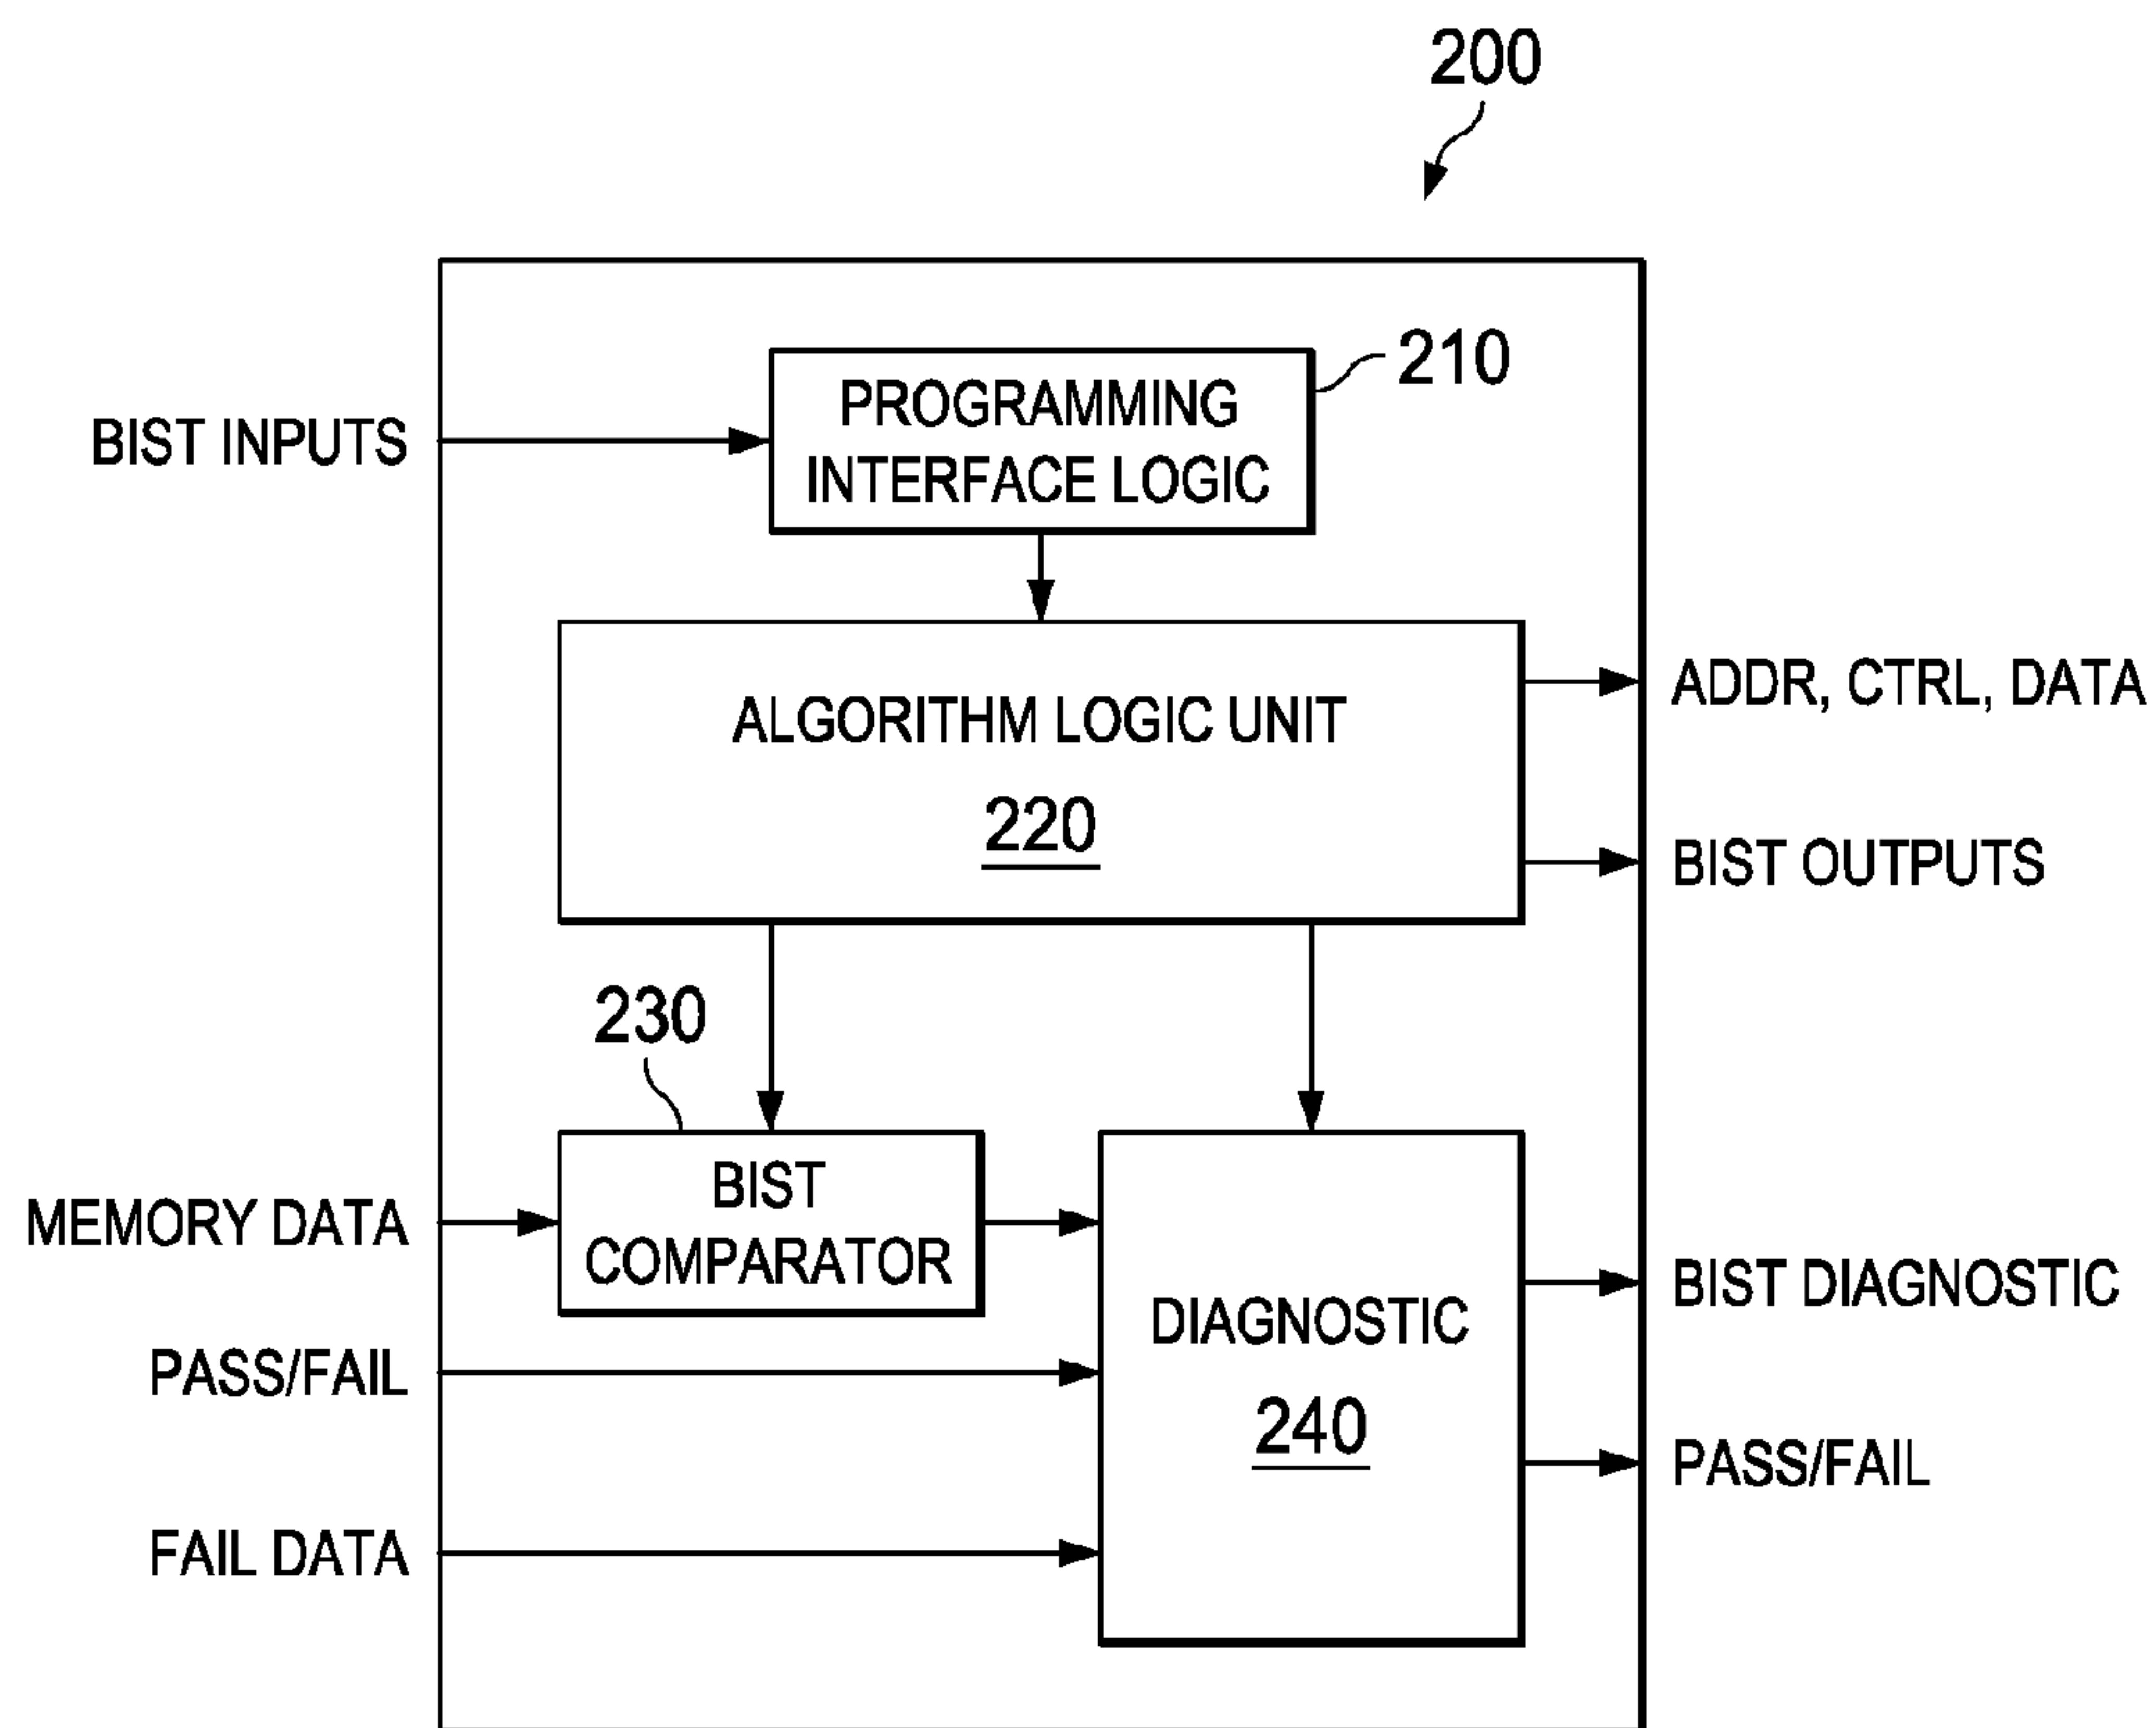 200
210
PROGRAMMING
INTERFACE LOGIC
BIST INPUTS
ALGORITHM LOGIC UNIT
220
ADDR, CTRL, DATA
BIST OUTPUTS
230
BIST
COMPARATOR
MEMORY DATA
PASS/FAIL
FAIL DATA
DIAGNOSTIC
240
BIST DIAGNOSTIC
PASS/FAIL